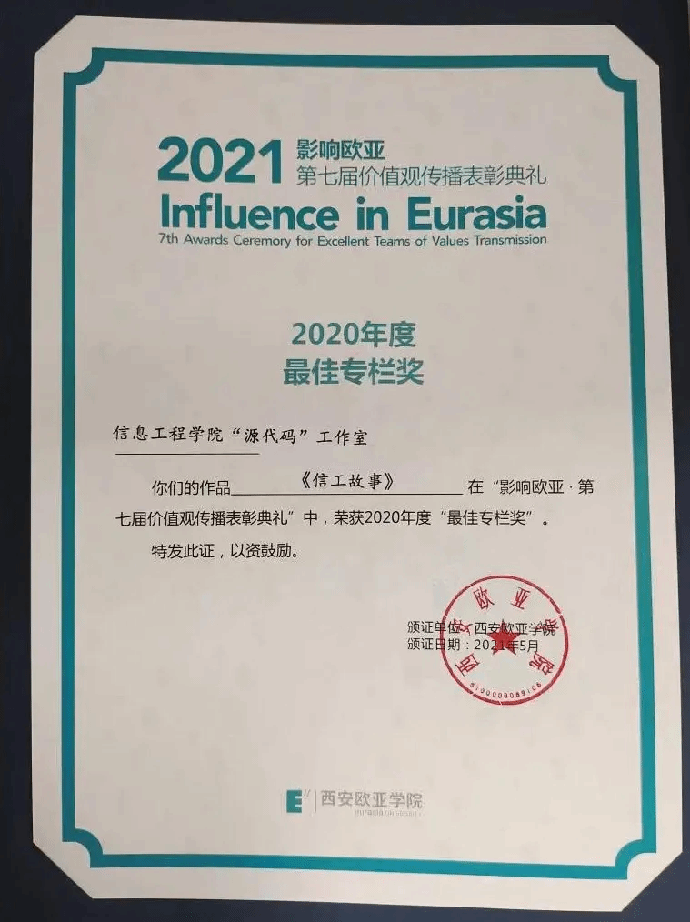 2021 影响欧亚
第七届价值观传播表彰典礼
Influence in Eurasia
7th Awards Ceremony for Excellent Teams of Values Transmission
2020年度
最佳专栏奖
信息工程学院“源代码”工作室
你们的作品《信工故事》在“影响欧亚·第
七届价值观传播表彰典礼”中，荣获2020年度“最佳专栏奖”。
特发此证，以资鼓励。
颁证单位：西安欧亚学院
颁证日期：2021年5月
西安欧亚学院
西安欧亚学院